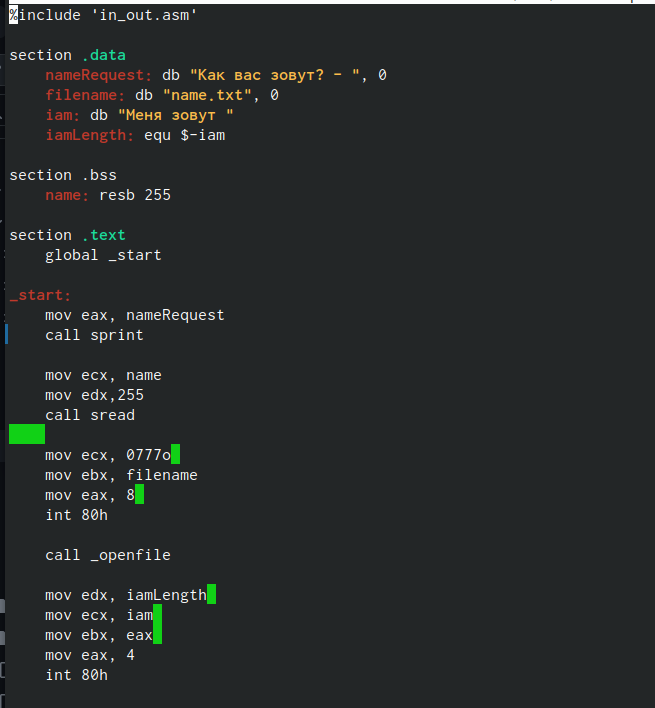 %include 'in_out.asm'
section .data
nameRequest: db "Как вас зовут? - ", 0
filename: db "name.txt", 0
iam: db "Меня зовут "
iamLength: equ $-iam
section .bss
name: resb 255
section .text
global _start
_start:
mov eax, nameRequest
call sprint
mov ecx, name
mov edx,255
call sread
mov ecx, 0777o
mov ebx, filename
mov eax, 8
int 80h
call _openfile
mov edx, iamLength
mov ecx, iam
mov ebx, eax
mov eax, 4
int 80h